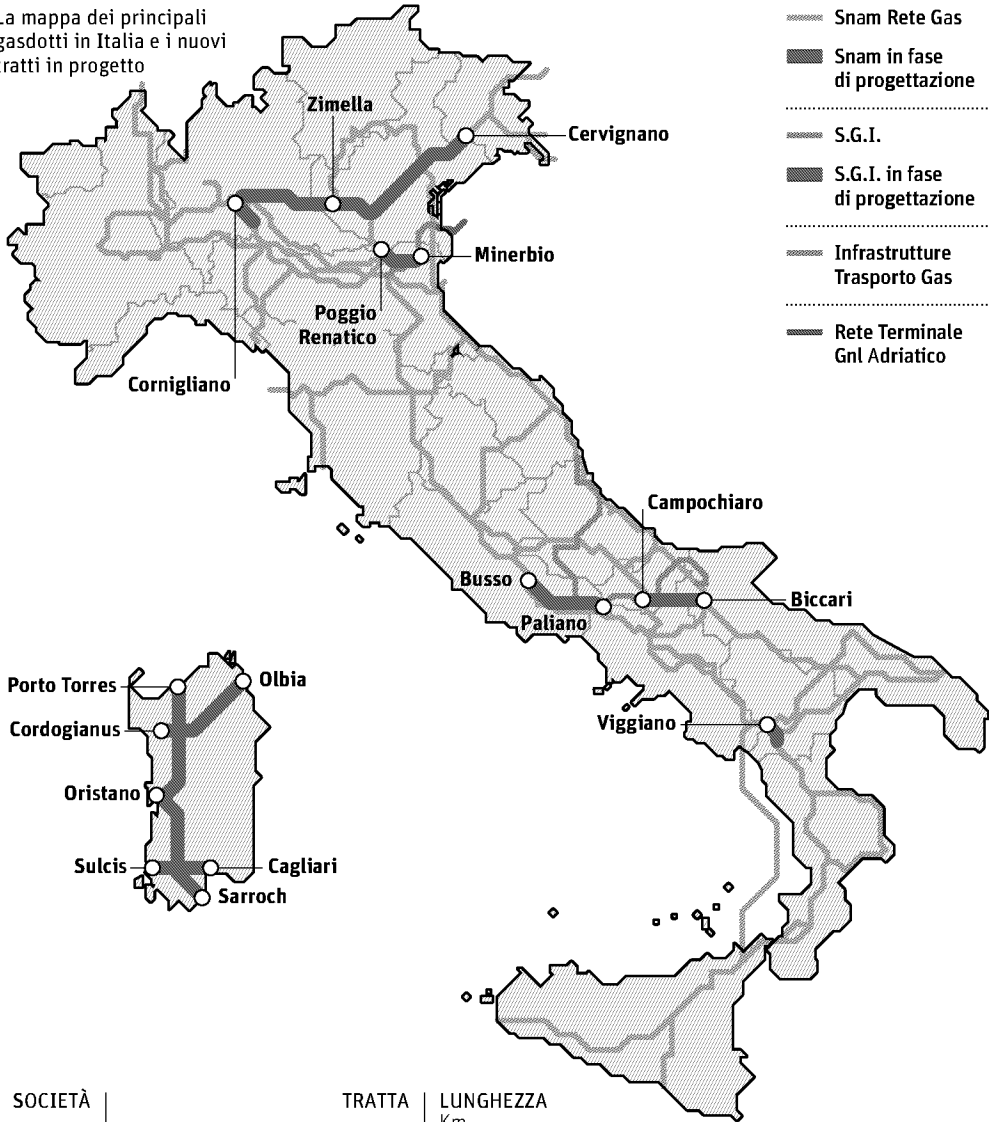 La mappa dei principali
gasdotti in Italia e i nuovi
tratti in progetto
Snam Rete Gas
Snam in fase
di progettazione
S.G.I.
S.G.I. in fase
di progettazione
Infrastrutture
Trasporto Gas
Rete Terminale
Gnl Adriatico
Zimella
Cervignano
Minerbio
Poggio
Renatico
Cornigliano
Campochiaro
Busso
Paliano
Biccari
Viggiano
Porto Torres
Olbia
Cordogianus
Oristano
Sulcis
Cagliari
Sarroch
SOCIETÀ
TRATTA
LUNGHEZZA
Km